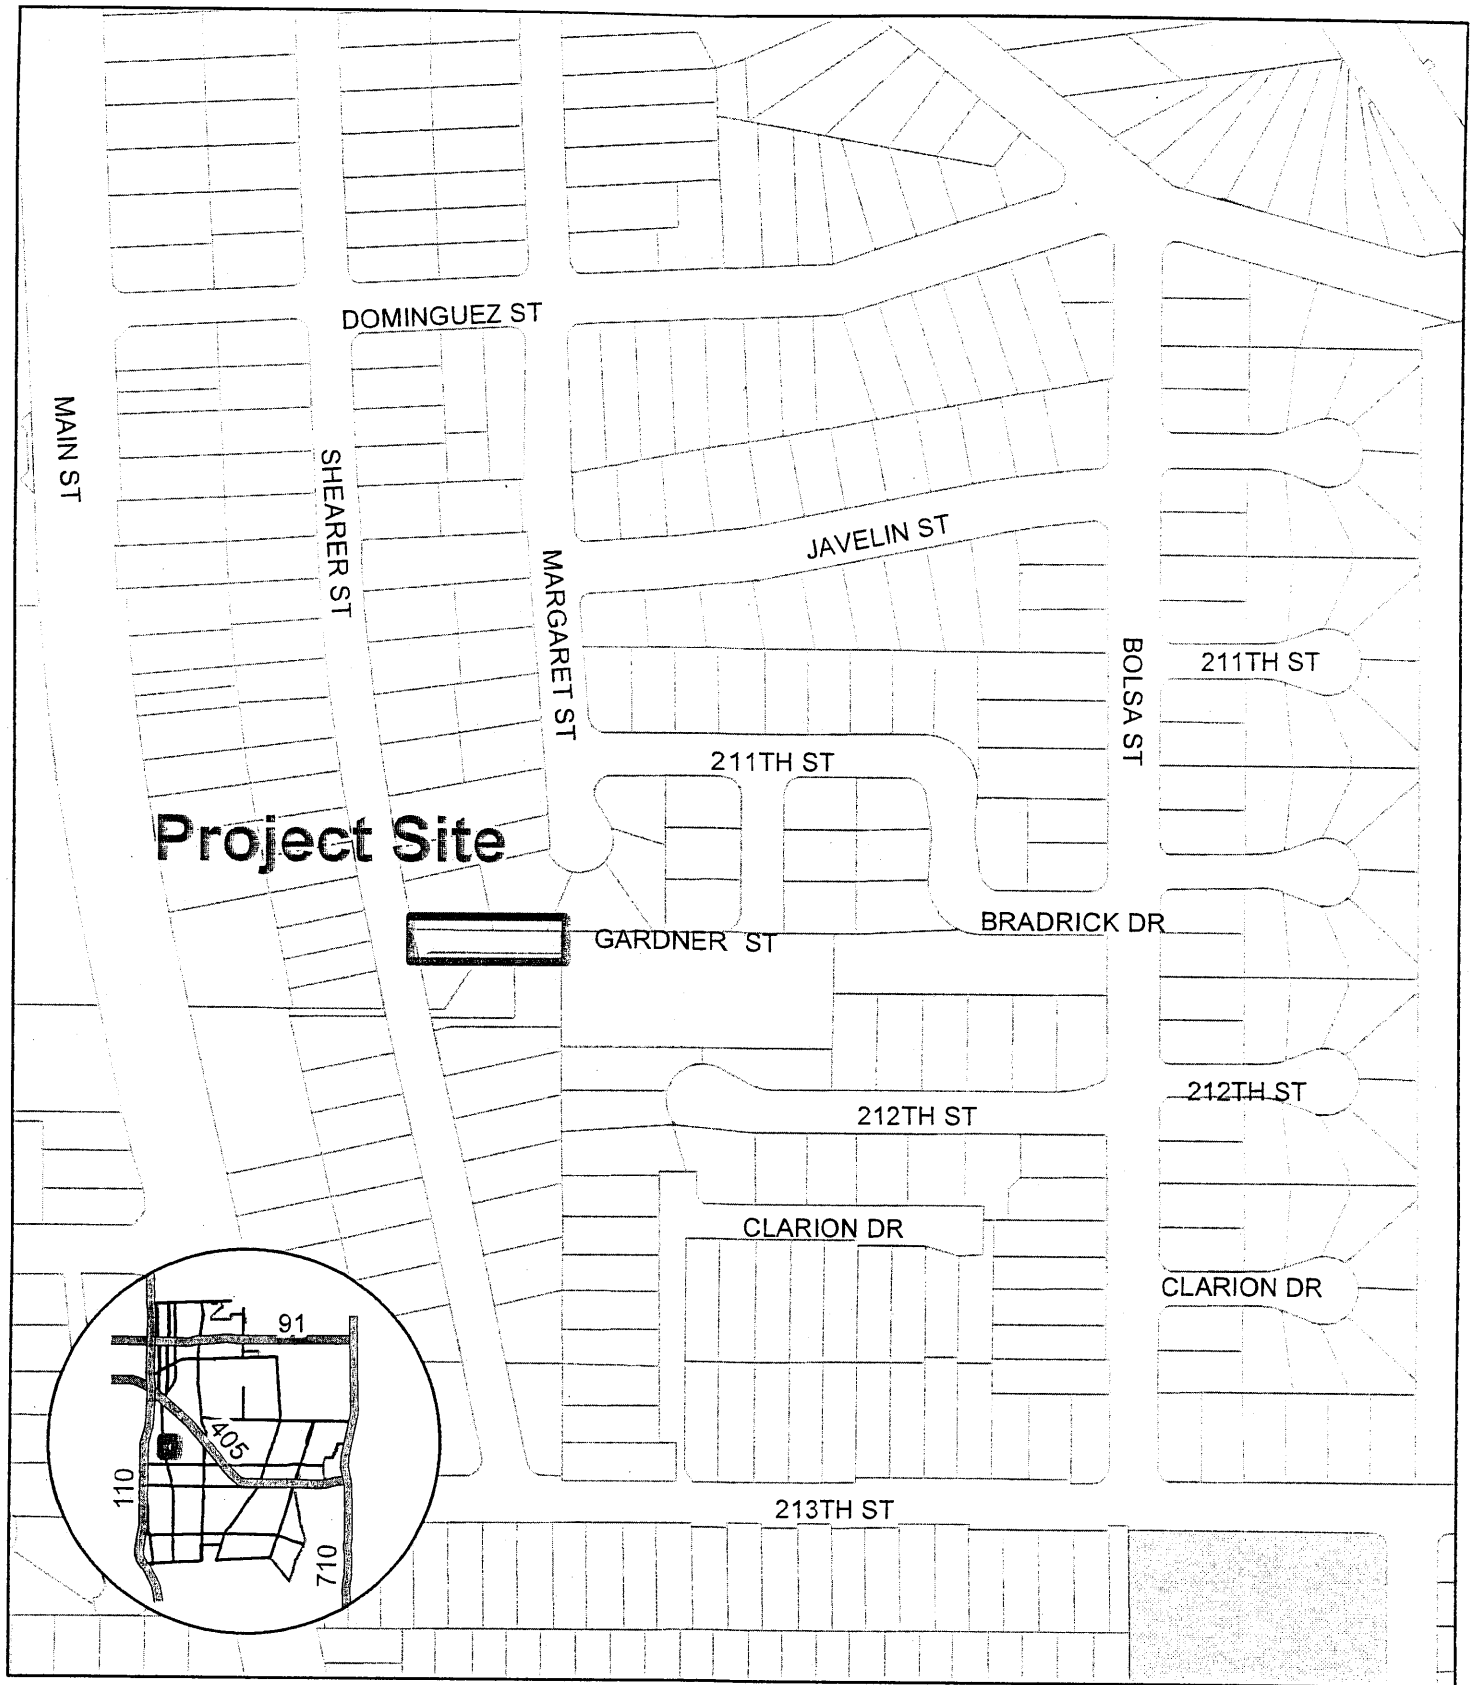 DOMINGUEZ ST
MAIN ST
SHEARER ST
JAVELIN ST
MARGARET ST
BOLSA ST
211TH ST
211TH ST
Project Site
BRADRICK DR
GARDNER ST
212TH ST
212TH ST
CLARION DR
CLARION DR
91
405
110
710
213TH ST